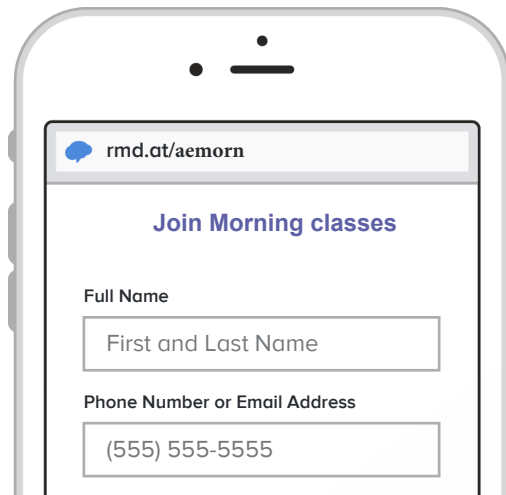 rmd.at/aemorn
Join Morning classes
Full Name
First and Last Name
Phone Number or Email Address
(555) 555-5555